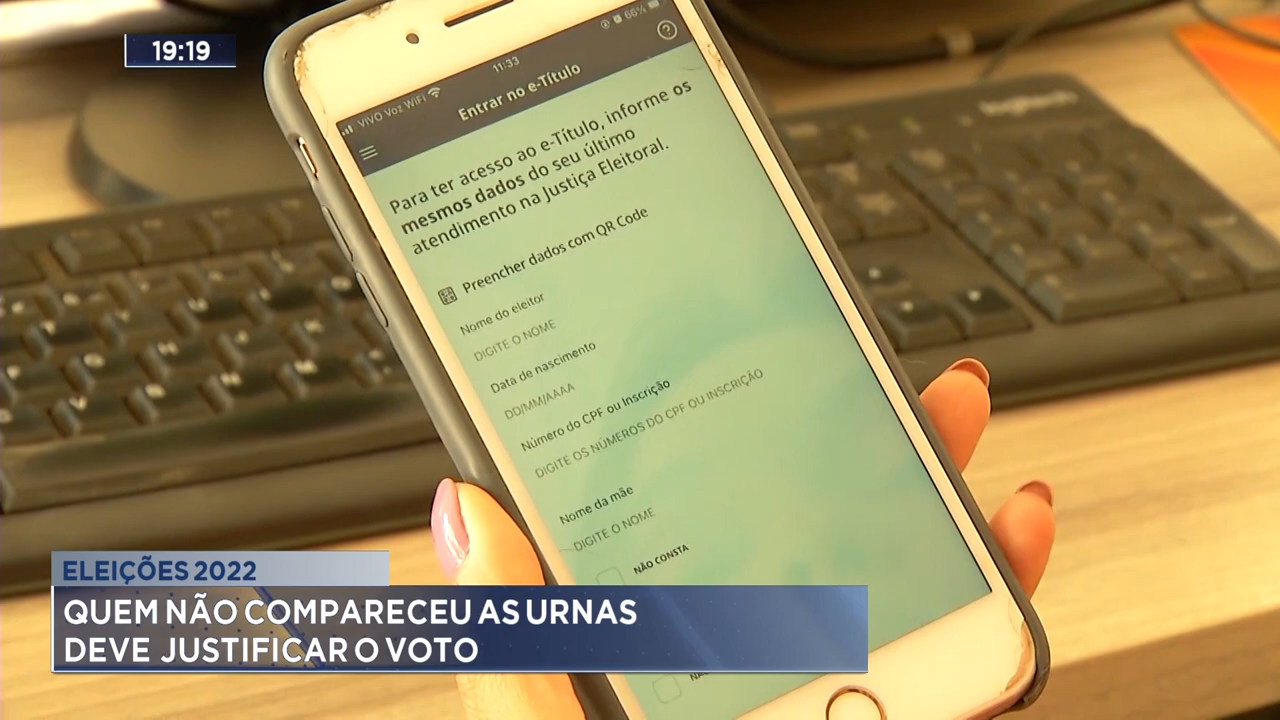 19:19
logitech
66%
VIVO Voz WiFi
11:33
Entrar no e-Título
Para ter acesso ao e-Título, informe os
mesmos dados do seu último
atendimento na Justiça Eleitoral.
Preencher dados com QR Code
Nome do eleitor
DIGITE O NOME
Data de nascimento
DD/MM/AAAA
Número do CPF ou Inscrição
DIGITE OS NÚMEROS DO CPF OU INSCRIÇÃO
Nome da mãe
DIGITE O NOME
NÃO CONSTA
ELEIÇÕES 2022
QUEM NÃO COMPARECEU AS URNAS
DEVE JUSTIFICAR O VOTO